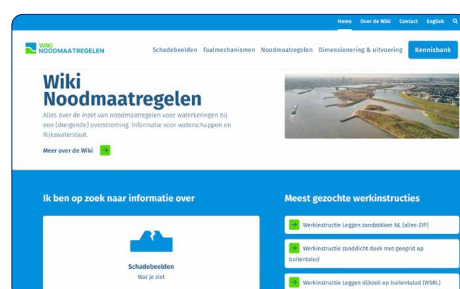 Home Over de Wiki Contact English
WIKI
NOODMAATREGELEN
Schadebeelden Faalmechanismen Noodmaatregelen Dimensionering & uitvoering Kennisbank
Wiki
Noodmaatregelen
Alles over de inzet van noodmaatregelen voor waterkeringen bij
een (dreigende) overstroming. Informatie voor waterschappen en
Rijkswaterstaat.
Meer over de Wiki
Ik ben op zoek naar informatie over
Schadebeelden
Wat je ziet
Meest gezochte werkinstructies
Werkinstructie Leggen zandzakken NL (alles-ZIP)
Werkinstructie zanddicht doek met geogrid op
buitentalud
Werkinstructie Leggen dijkzeil op buitentalud (WSRL)